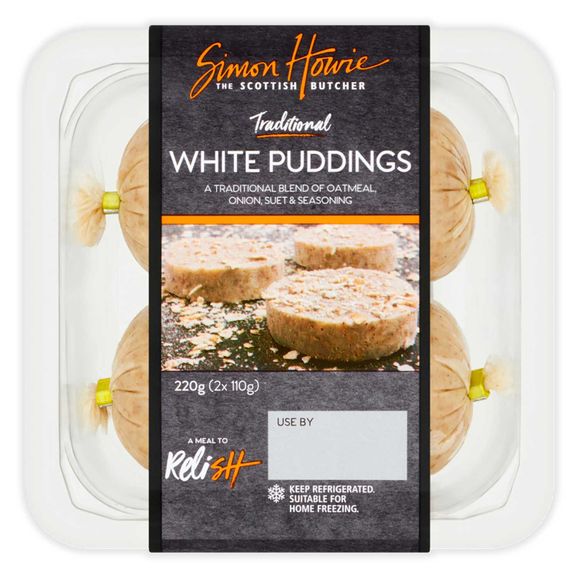 Simon Howie
THE SCOTTISH BUTCHER
Traditional
WHITE PUDDINGS
A TRADITIONAL BLEND OF OATMEAL,
ONION, SUET & SEASONING
220g (2x 110g)
USE BY
A MEAL TO
ReliSH
KEEP REFRIGERATED.
SUITABLE FOR
HOME FREEZING.